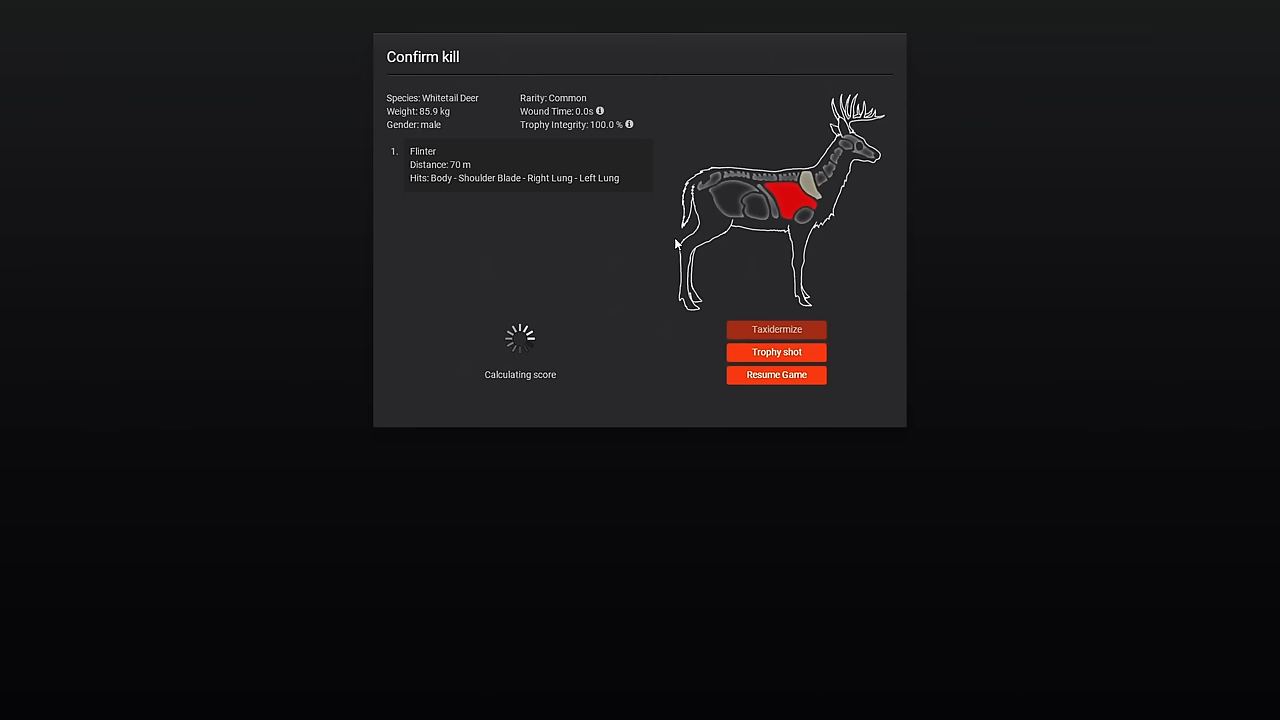 Confirm kill
Species: Whitetail Deer
Weight: 85.9 kg
Gender: male
Rarity: Common
Wound Time: 0.0s
Trophy Integrity: 100.0 %
1. Flinter
Distance: 70 m
Hits: Body - Shoulder Blade - Right Lung - Left Lung
Calculating score
Taxidermize
Trophy shot
Resume Game